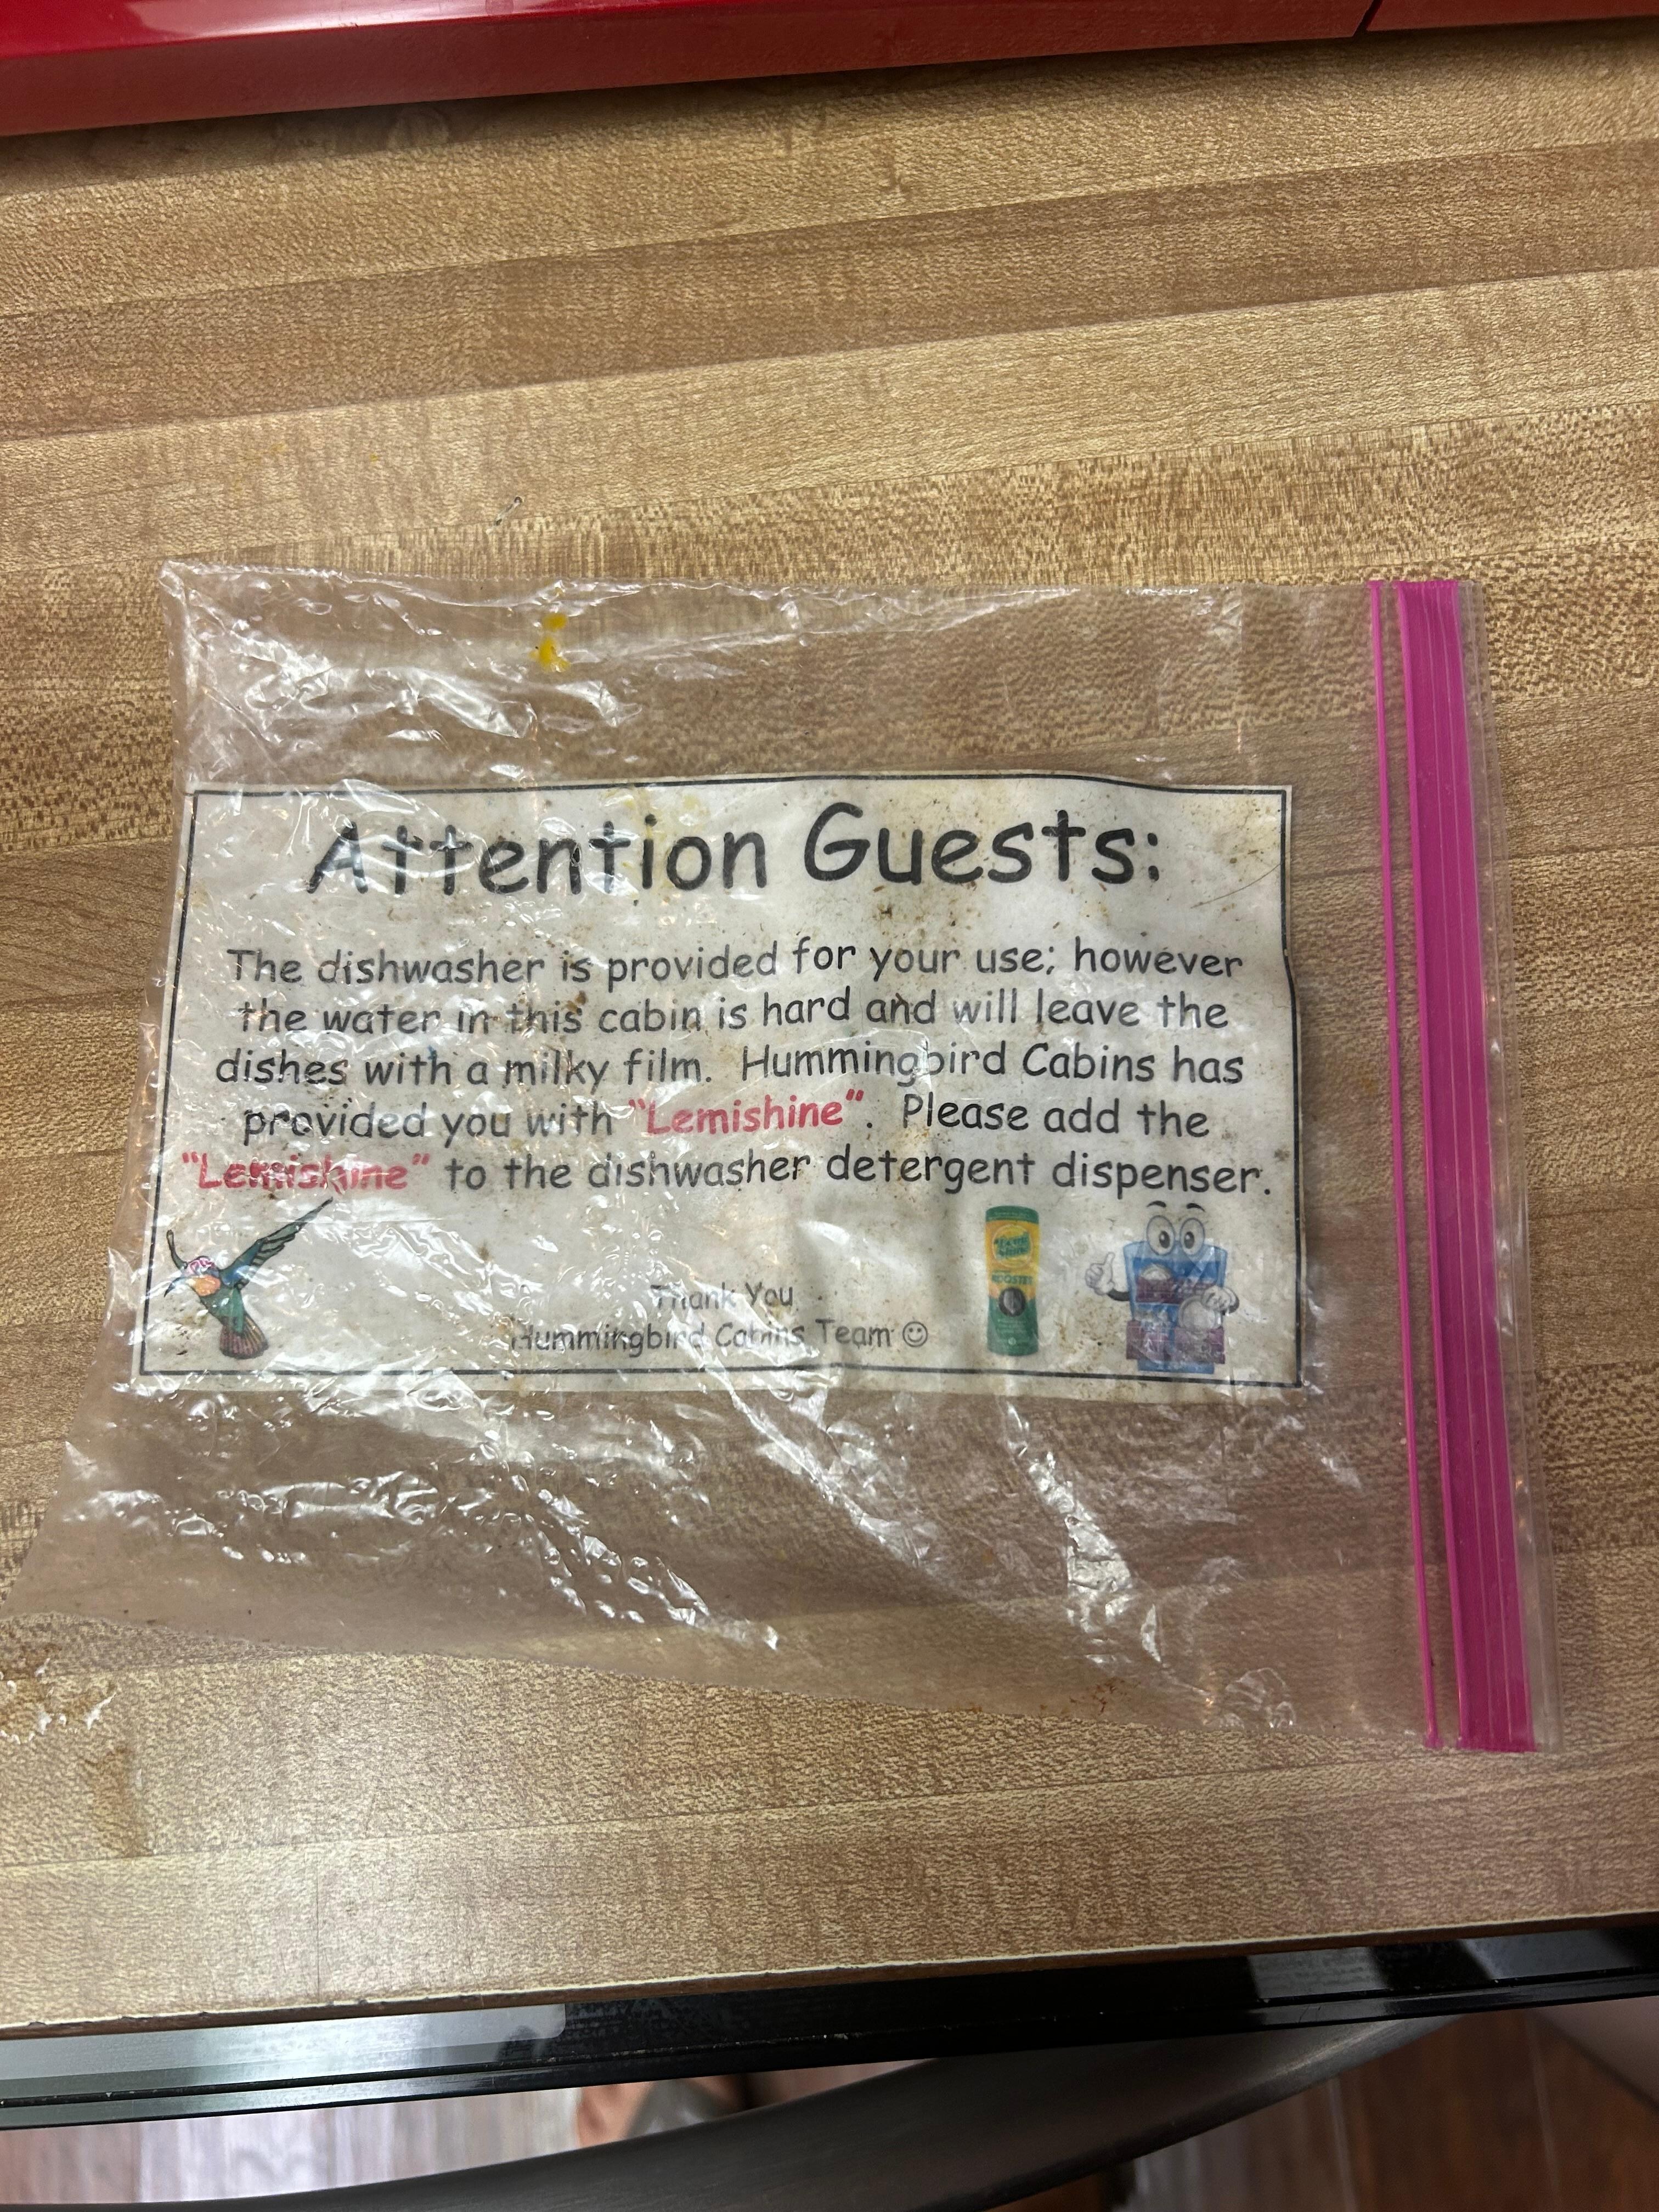 Attention Guests:
The dishwasher is provided for your use; however
the water in this cabin is hard and will leave the
dishes with a milky film. Hummingbird Cabins has
provided you with "Lemishine". Please add the
"Lemishine" to the dishwasher detergent dispenser.
Thank You
Hummingbird Cabins Team ☺
BOOSTER